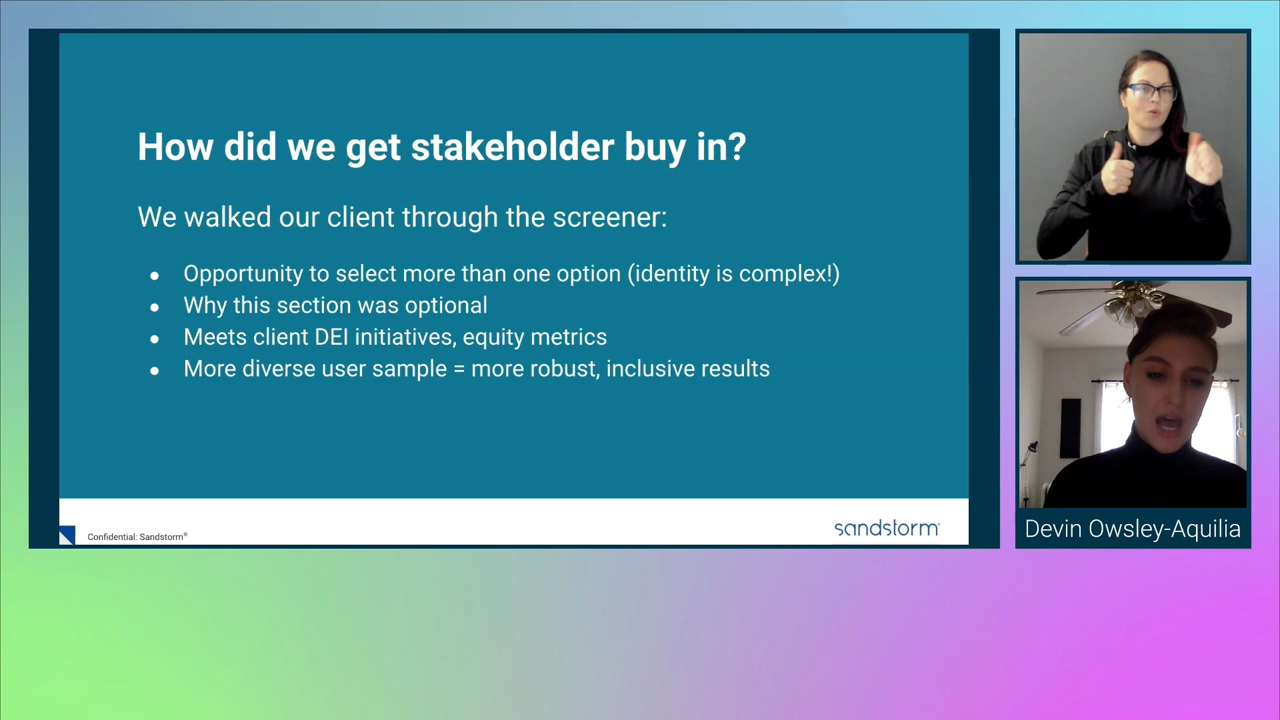 How did we get stakeholder buy in?
We walked our client through the screener:
● Opportunity to select more than one option (identity is complex!)
● Why this section was optional
● Meets client DEI initiatives, equity metrics
● More diverse user sample = more robust, inclusive results
Confidential: Sandstorm®
sandstorm®
Devin Owsley-Aquilia